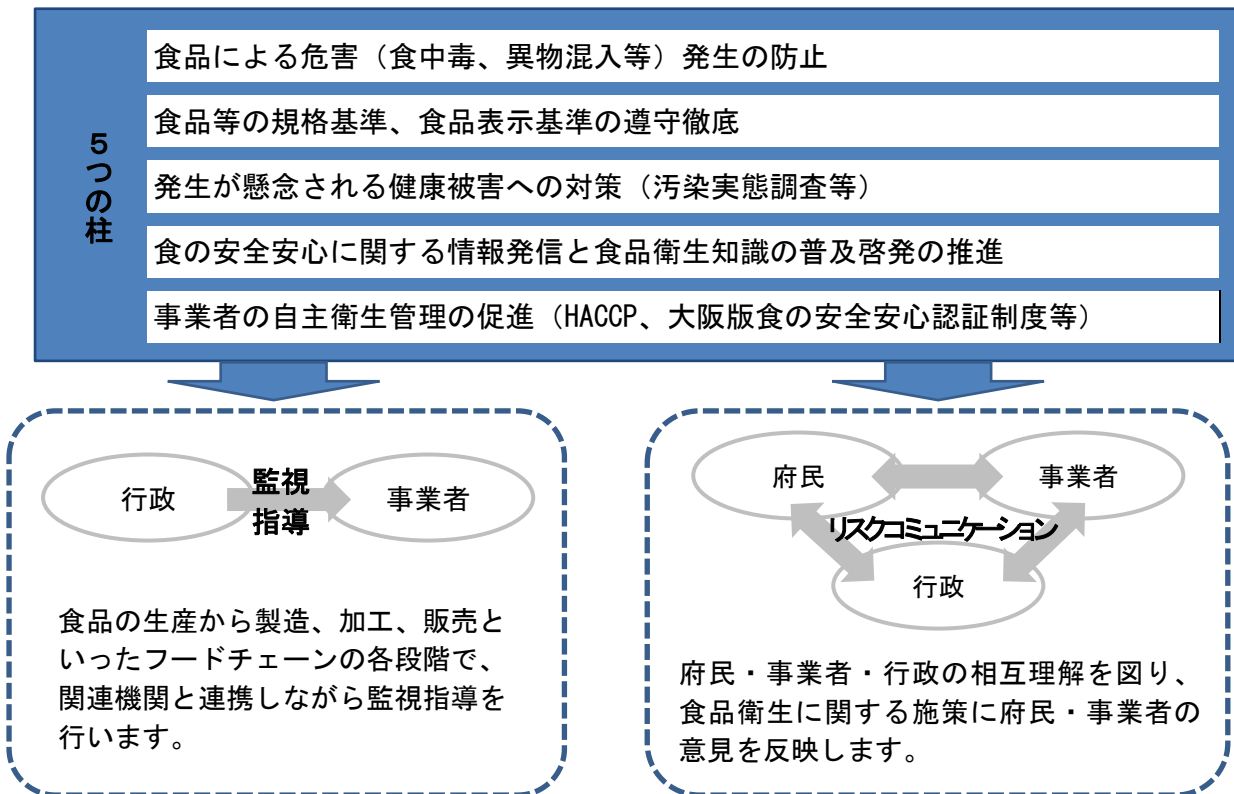 5つの柱
食品による危害（食中毒、異物混入等）発生の防止
食品等の規格基準、食品表示基準の遵守徹底
発生が懸念される健康被害への対策（汚染実態調査等）
食の安全安心に関する情報発信と食品衛生知識の普及啓発の推進
事業者の自主衛生管理の促進（HACCP、大阪版食の安全安心認証制度等）
行政
監視
指導
事業者
食品の生産から製造、加工、販売と
いったフードチェーンの各段階で、
関連機関と連携しながら監視指導を
行います。
府民
事業者
リスクコミュニケーション
行政
府民・事業者・行政の相互理解を図り、
食品衛生に関する施策に府民・事業者の
意見を反映します。